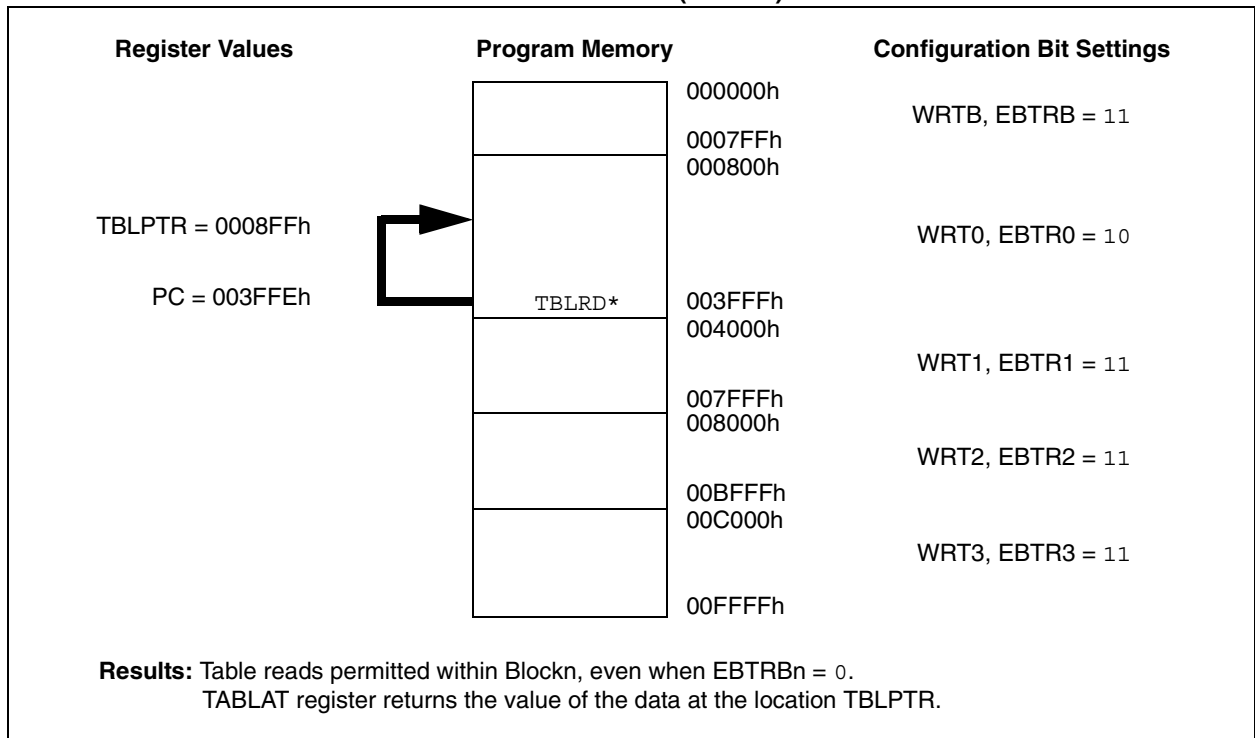 Register Values Program Memory Configuration Bit Settings
000000h
WRTB, EBTRB = 11
0007FFh
000800h
TBLPTR = 0008FFh
WRT0, EBTR0 = 10
PC = 003FFEh TBLRD* 003FFFh
004000h
WRT1, EBTR1 = 11
007FFFh
008000h
WRT2, EBTR2 = 11
00BFFFh
00C000h
WRT3, EBTR3 = 11
00FFFFh
Results: Table reads permitted within Blockn, even when EBTRBn = 0.
TABLAT register returns the value of the data at the location TBLPTR.